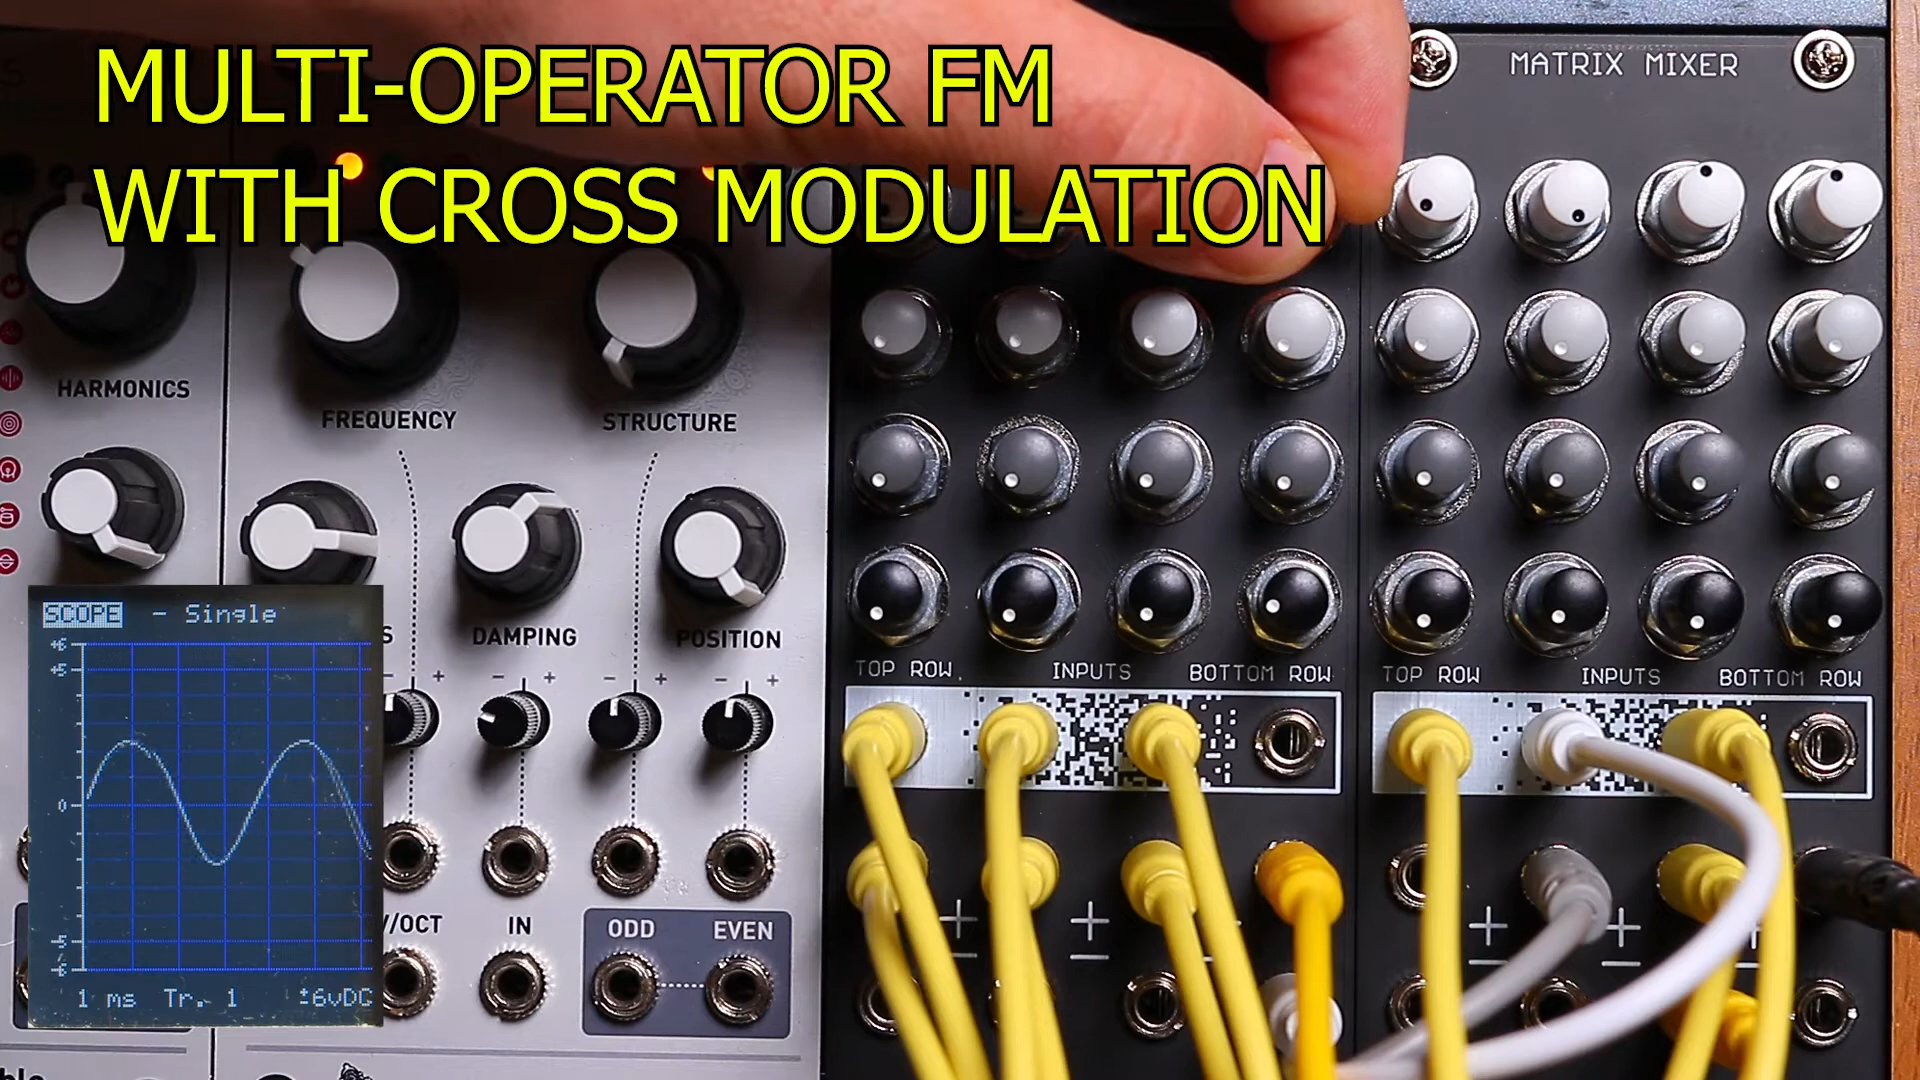 MULTI-OPERATOR FM
WITH CROSS MODULATION
MATRIX MIXER
HARMONICS
FREQUENCY
STRUCTURE
DAMPING
POSITION
- +
- +
- +
TOP ROW
INPUTS
BOTTOM ROW
TOP ROW
INPUTS
BOTTOM ROW
SCOPE - Single
+6
+5
0
-5
-6
1 ms Tr. 1 ±6vDC
V/OCT
IN
ODD
EVEN